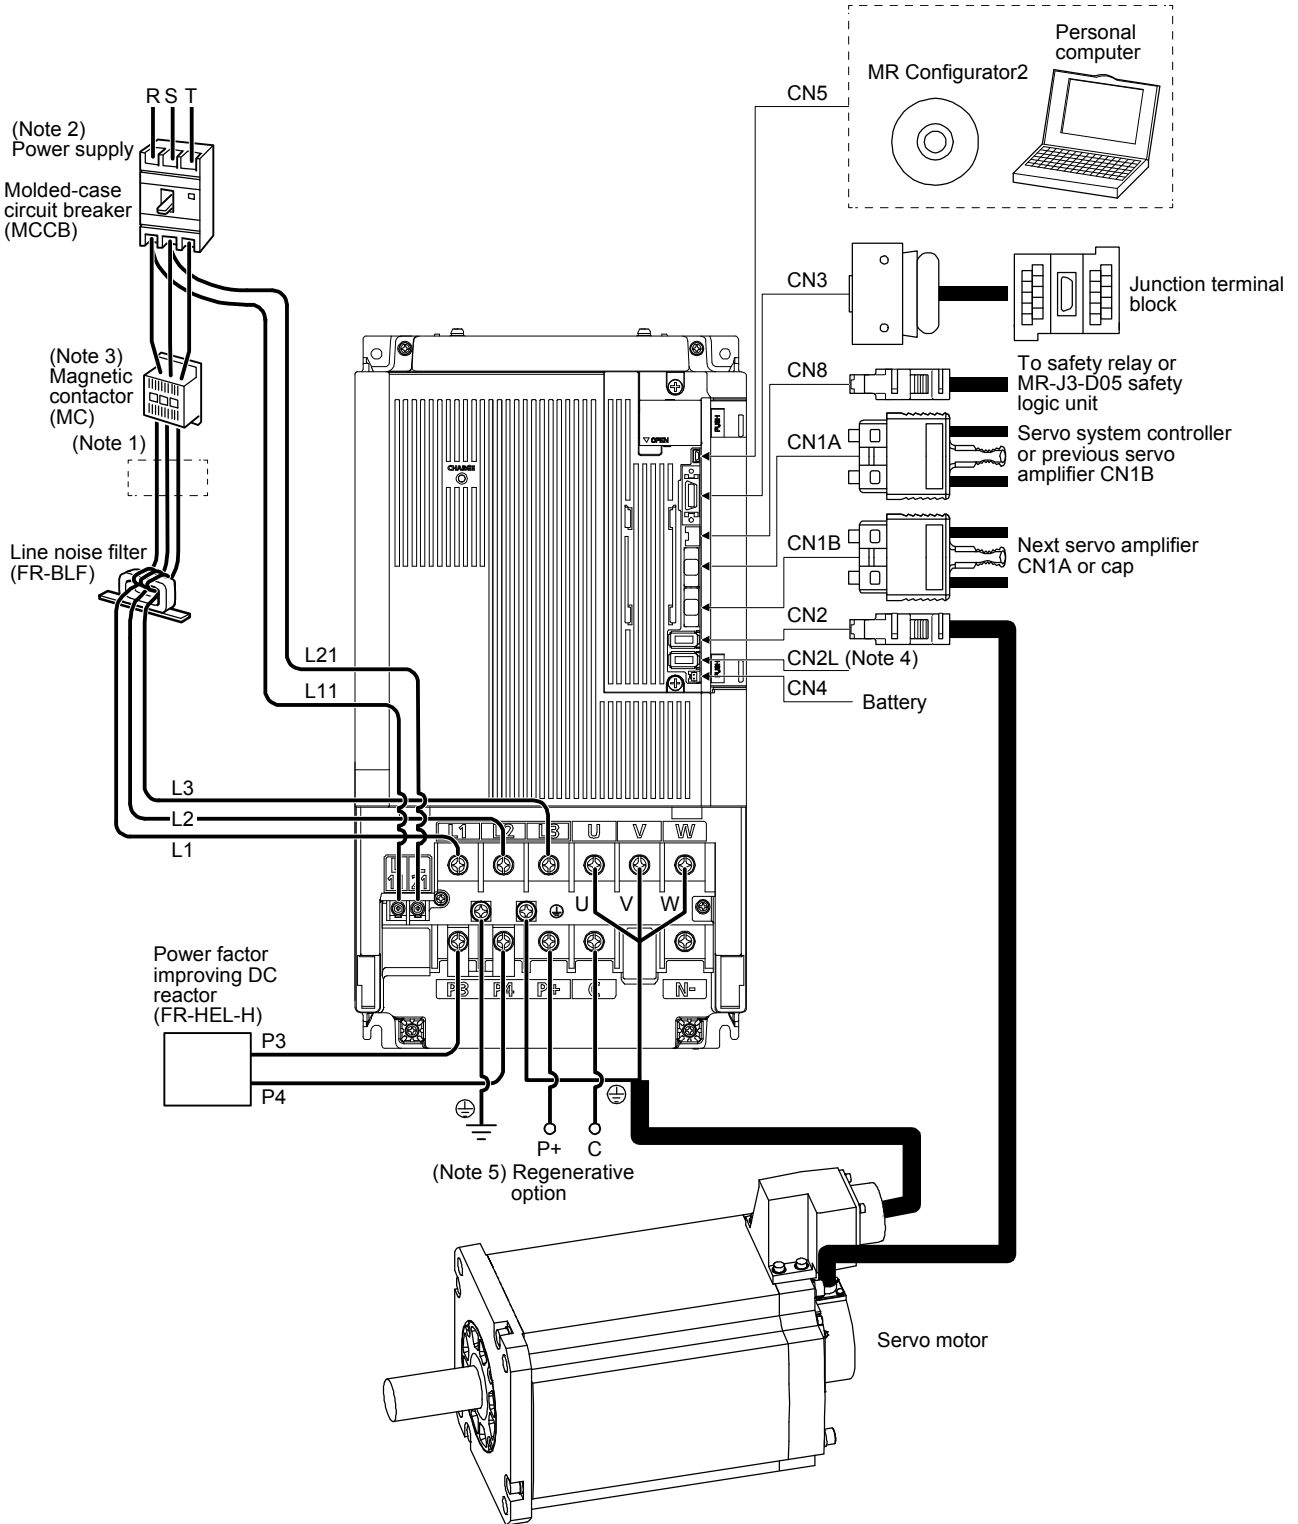 Personal
computer
MR Configurator2
CN5
R S T
(Note 2)
Power supply
Molded-case
circuit breaker
(MCCB)
CN3
Junction terminal
block
(Note 3)
Magnetic
contactor
(MC)
(Note 1)
CN8
To safety relay or
MR-J3-D05 safety
logic unit
PUSH
OPEN
CHARGE
CN1A
Servo system controller
or previous servo
amplifier CN1B
Line noise filter
(FR-BLF)
CN1B
Next servo amplifier
CN1A or cap
CN2
L21
CN2L (Note 4)
PUSH
L11
CN4
Battery
L3
L2
L1
L1 L2 L3 U V W
U V W
Power factor
improving DC
reactor
(FR-HEL-H)
P3 P4 P+ C N-
P3
P4
P+ C
(Note 5) Regenerative
option
Servo motor